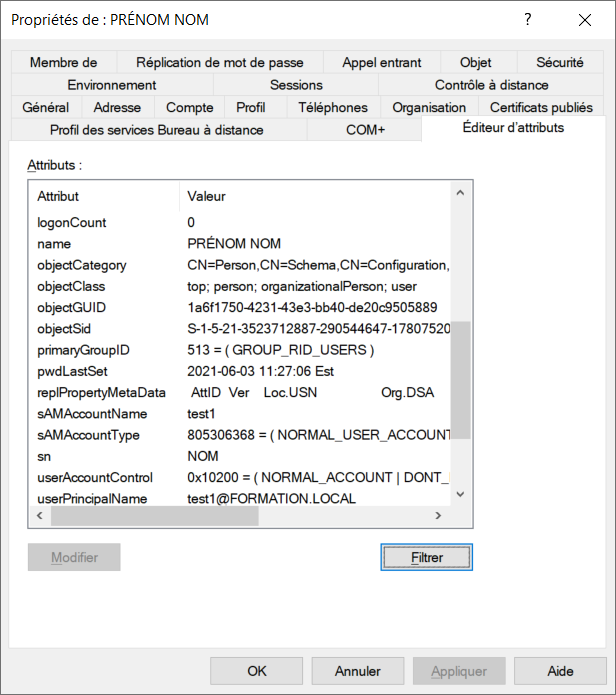 Propriétés de : PRÉNOM NOM ?
Membre de Réplication de mot de passe Appel entrant Objet Sécurité
Environnement Sessions Contrôle à distance
Général Adresse Compte Profil Téléphones Organisation Certificats publiés
Profil des services Bureau à distance COM+ Éditeur d'attributs
Attributs :
Attribut Valeur
logonCount 0
name PRÉNOM NOM
objectCategory CN=Person,CN=Schema,CN=Configuration,
objectClass top; person; organizationalPerson; user
objectGUID 1a6f1750-4231-43e3-bb40-de20c9505889
objectSid S-1-5-21-3523712887-290544647-17807520
primaryGroupID 513 = ( GROUP_RID_USERS )
pwdLastSet 2021-06-03 11:27:06 Est
replPropertyMetaData AttID Ver Loc.USN Org.DSA
sAMAccountName test1
sAMAccountType 805306368 = ( NORMAL_USER_ACCOUNT
sn NOM
userAccountControl 0x10200 = ( NORMAL_ACCOUNT | DONT_
userPrincipalName test1@FORMATION.LOCAL
Modifier Filtrer
OK Annuler Appliquer Aide